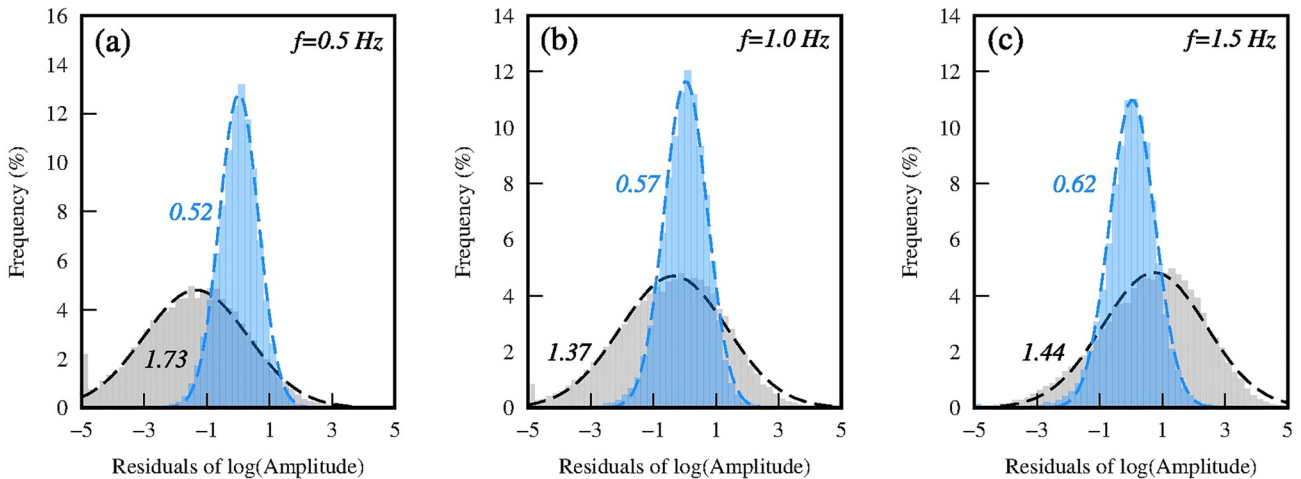 (a) f=0.5 Hz
16
14
12
10
8
6
4
2
0
Frequency (%)
0.52
1.73
−5 −3 −1 1 3 5
Residuals of log(Amplitude)
(b) f=1.0 Hz
14
12
10
8
6
4
2
0
Frequency (%)
0.57
1.37
−5 −3 −1 1 3 5
Residuals of log(Amplitude)
(c) f=1.5 Hz
14
12
10
8
6
4
2
0
Frequency (%)
0.62
1.44
−5 −3 −1 1 3 5
Residuals of log(Amplitude)